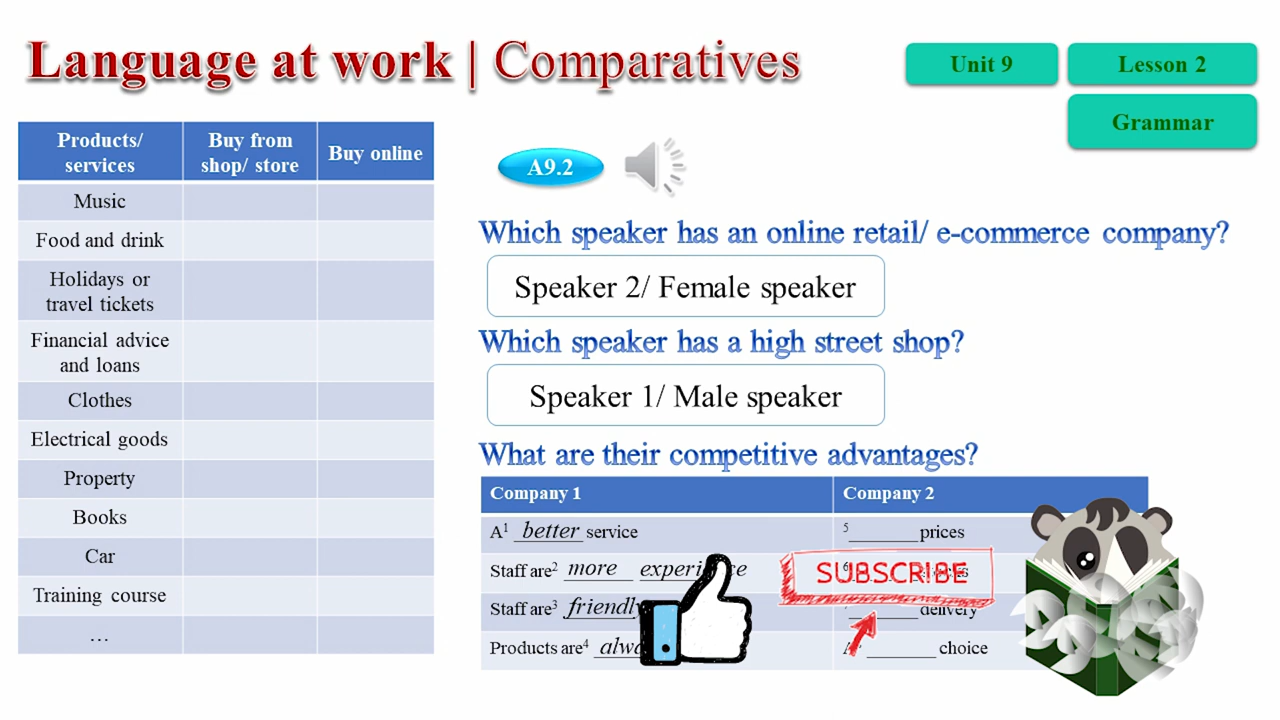 Language at work | Comparatives
Unit 9
Lesson 2
Grammar
Products/
services
Buy from
shop/ store
Buy online
Music
Food and drink
Holidays or
travel tickets
Financial advice
and loans
Clothes
Electrical goods
Property
Books
Car
Training course
…
A9.2
Which speaker has an online retail/ e-commerce company?
Speaker 2/ Female speaker
Which speaker has a high street shop?
Speaker 1/ Male speaker
What are their competitive advantages?
Company 1
Company 2
A¹ better service
⁵________ prices
Staff are² more
Staff are³
________ delivery
Products are⁴
________ choice
SUBSCRIBE